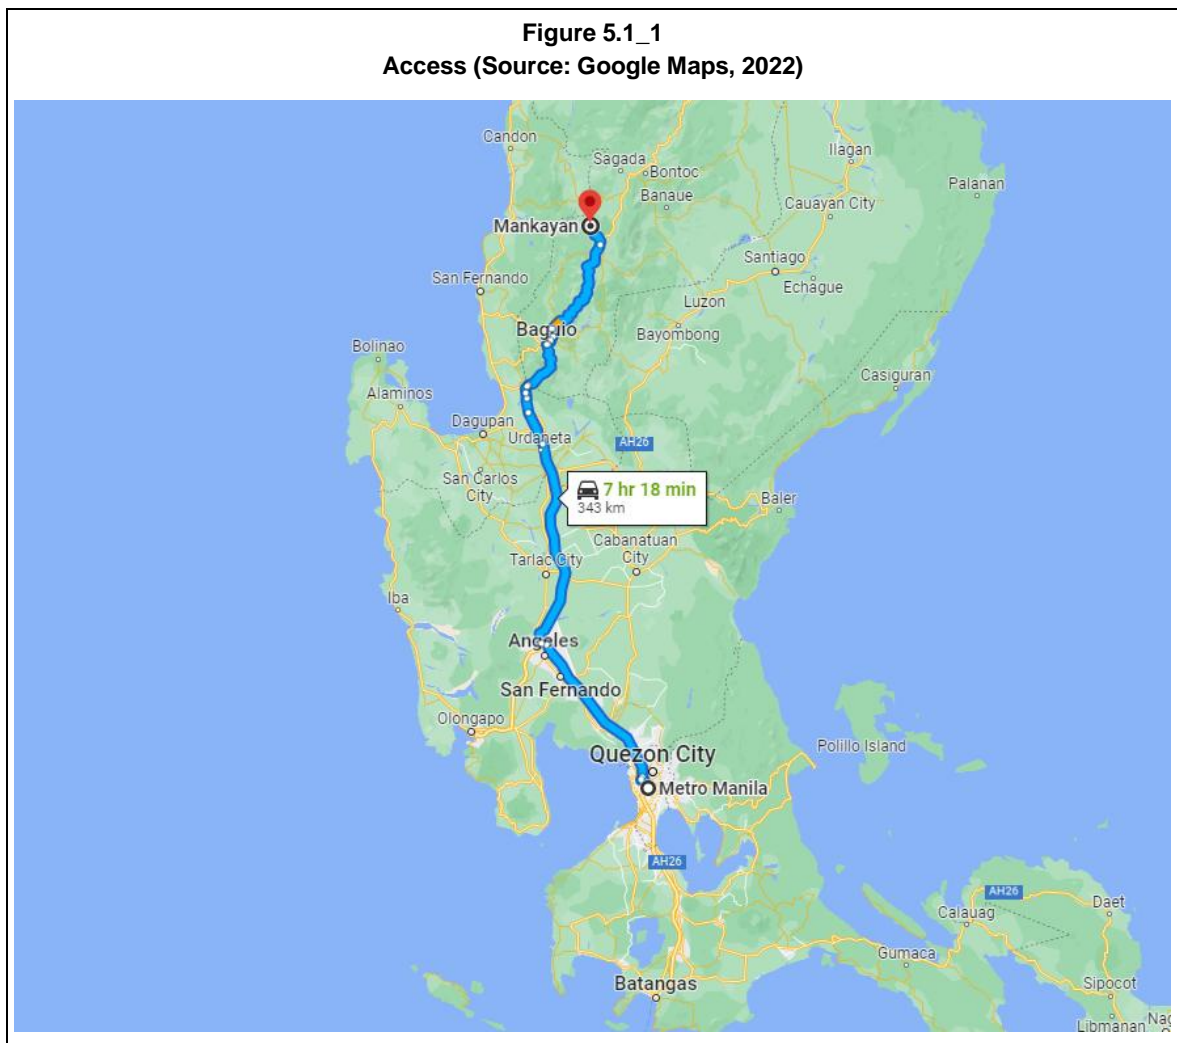 Figure 5.1_1
Access (Source: Google Maps, 2022)
Candon
Sagada
Bontoc
Ilagan
Banaue
Palanan
Cauayan City
Mankayan
Santiago
San Fernando
Echague
Luzon
Baguio
Bayombong
Bolinao
Casiguran
Alaminos
Dagupan
Urdaneta
AH26
San Carlos
City
7 hr 18 min
343 km
Baler
Cabanatuan
City
Tarlac City
Iba
Angeles
San Fernando
Olongapo
Polillo Island
Quezon City
Metro Manila
AH26
AH26
Daet
Calauag
Gumaca
Batangas
Sipocot
Libmanan